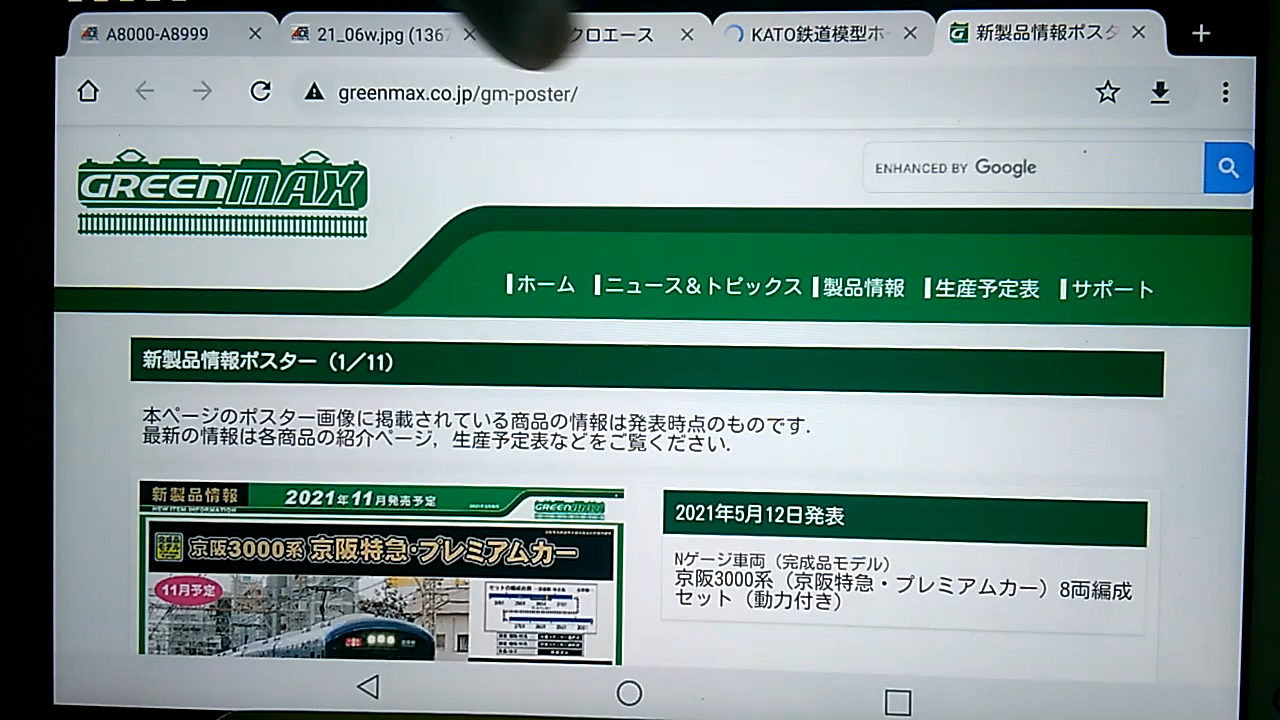 A8000-A8999
21_06w.jpg (1367
クロエース
KATO鉄道模型ホ
新製品情報ポスタ
greenmax.co.jp/gm-poster/
GREENMAX
ENHANCED BY Google
ホーム
ニュース＆トピックス
製品情報
生産予定表
サポート
新製品情報ポスター（1／11）
本ページのポスター画像に掲載されている商品の情報は発表時点のものです.
最新の情報は各商品の紹介ページ，生産予定表などをご覧ください.
新製品情報
NEW ITEM INFORMATION
2021年11月発売予定
GREENMAX
京阪3000系 京阪特急・プレミアムカー
11月予定
2021年5月12日発表
Nゲージ車両（完成品モデル）
京阪3000系（京阪特急・プレミアムカー）8両編成
セット（動力付き）